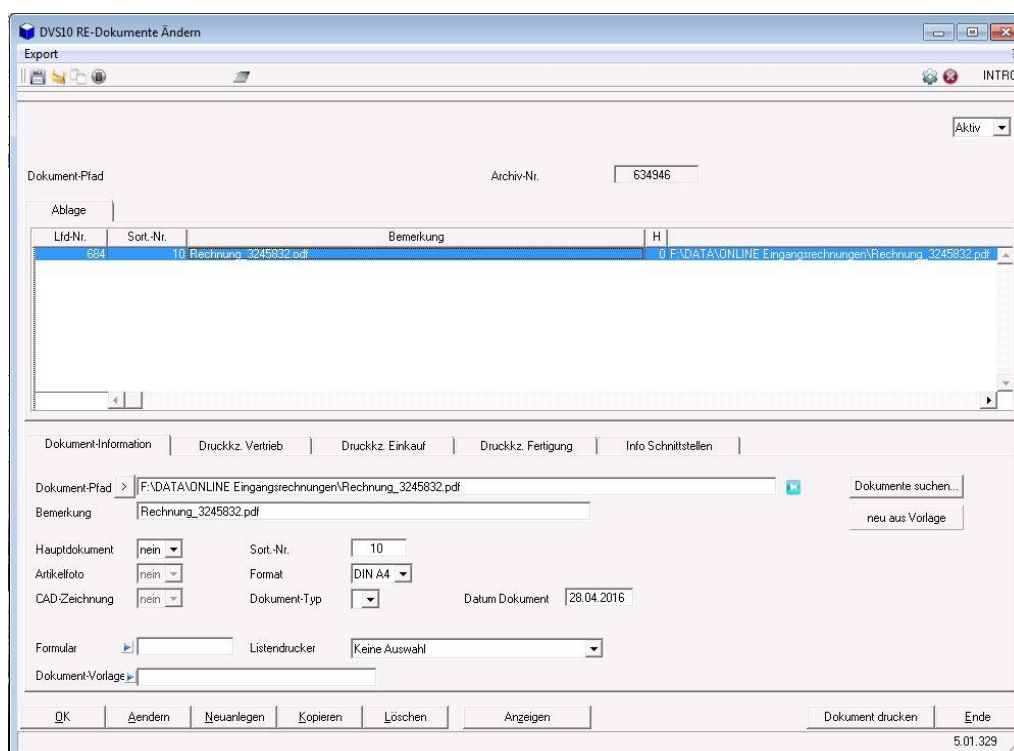 DVS10 RE-Dokumente Ändern
Export
INTRO
Aktiv
Dokument-Pfad Archiv-Nr. 634946
Ablage
Lfd-Nr. Sort.-Nr. Bemerkung H
684 10 Rechnung_3245832.pdf 0 F:\DATA\ONLINE Eingangsrechnungen\Rechnung_3245832.pdf
Dokument-Information Druckkz. Vertrieb Druckkz. Einkauf Druckkz. Fertigung Info Schnittstellen
Dokument-Pfad > F:\DATA\ONLINE Eingangsrechnungen\Rechnung_3245832.pdf Dokumente suchen...
Bemerkung Rechnung_3245832.pdf neu aus Vorlage
Hauptdokument nein Sort.-Nr. 10
Artikelfoto nein Format DIN A4
CAD-Zeichnung nein Dokument-Typ Datum Dokument 28.04.2016
Formular Listendrucker Keine Auswahl
Dokument-Vorlage
OK Aendern Neuanlegen Kopieren Löschen Anzeigen Dokument drucken Ende
5.01.329